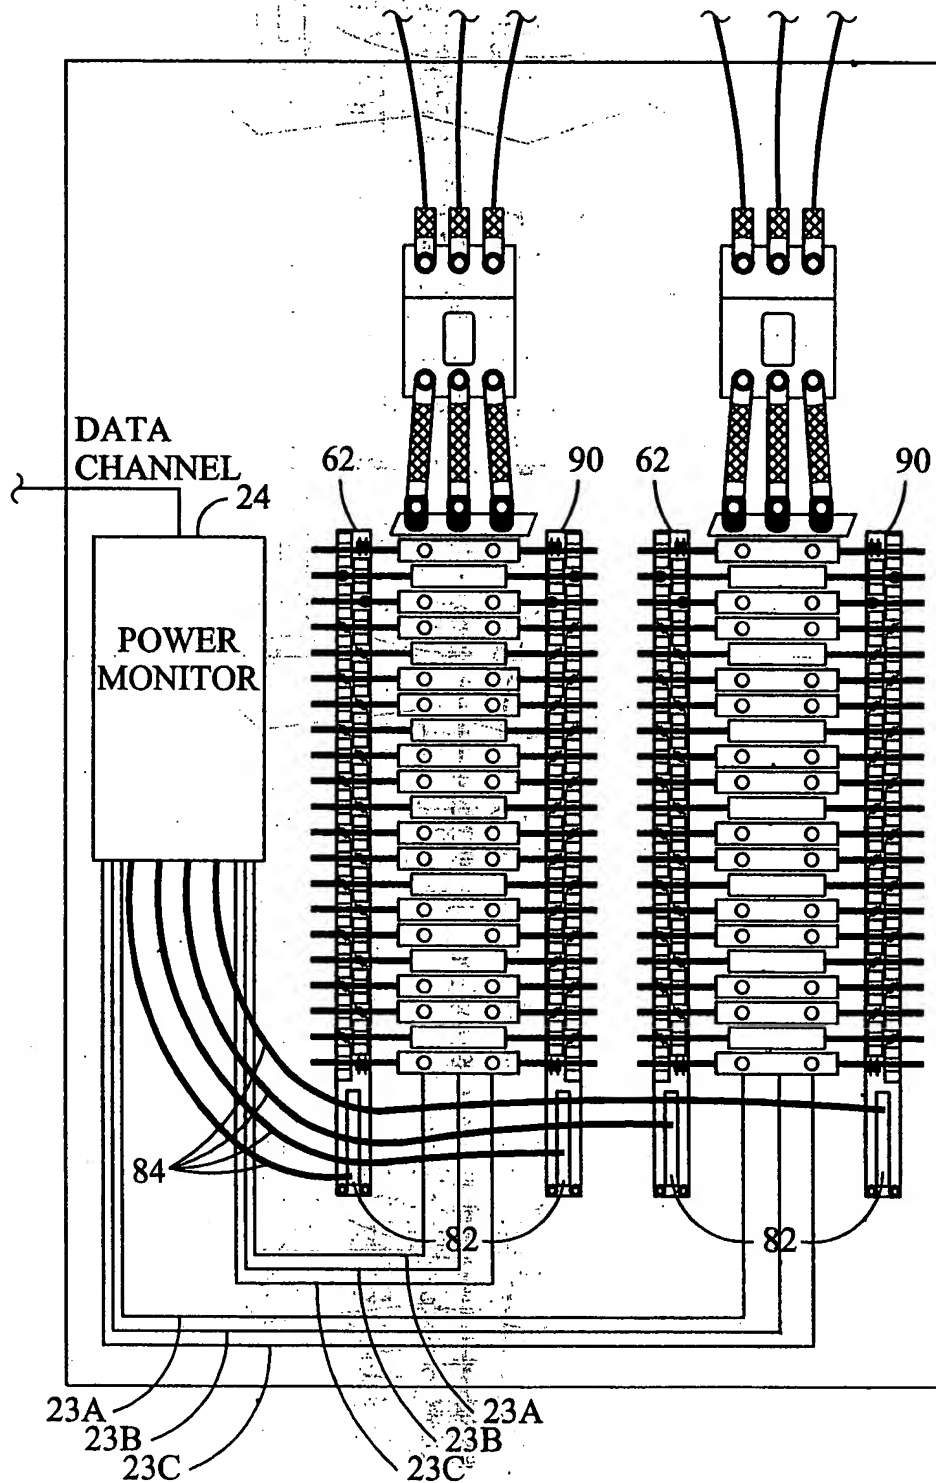 DATA
CHANNEL
24
62
90
62
90
POWER
MONITOR
84
82
82
23A
23B
23C
23A
23B
23C